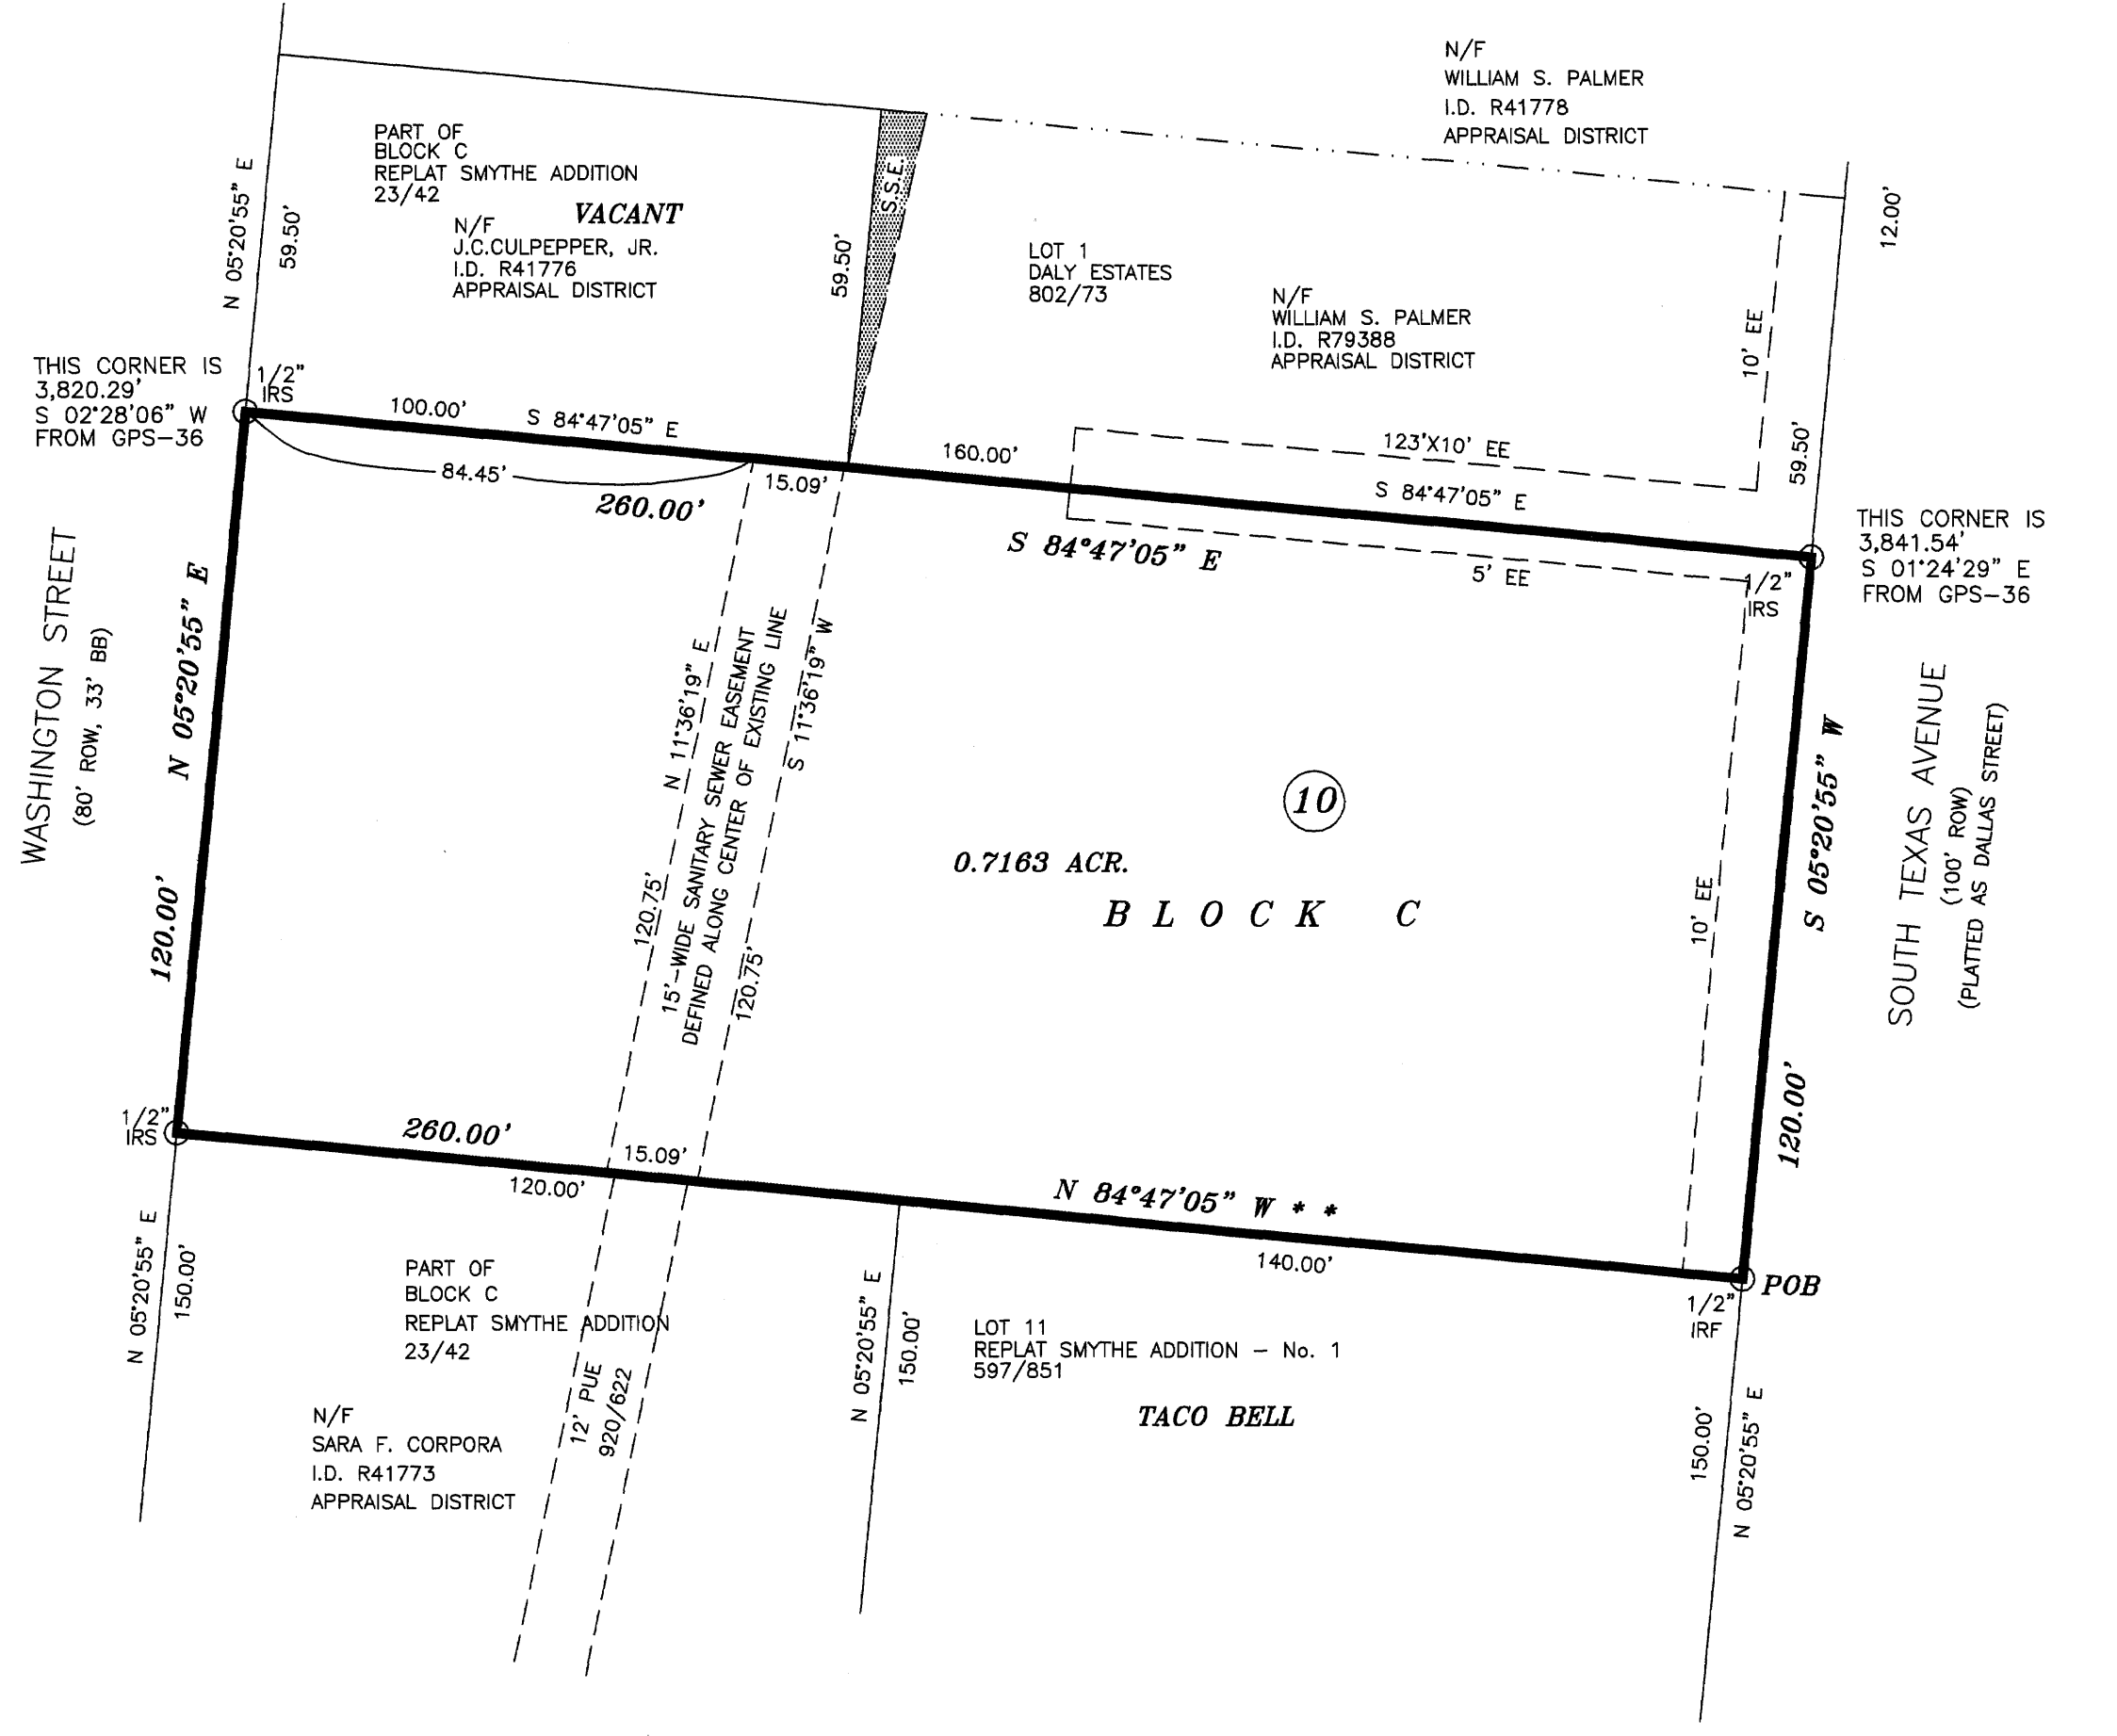 N/F
WILLIAM S. PALMER
I.D. R41778
APPRAISAL DISTRICT
PART OF
BLOCK C
REPLAT SMYTHE ADDITION
23/42
VACANT
N/F
J.C.CULPEPPER, JR.
I.D. R41776
APPRAISAL DISTRICT
N 05°20'55" E
59.50'
59.50'
S.S.E.
LOT 1
DALY ESTATES
802/73
N/F
WILLIAM S. PALMER
I.D. R79388
APPRAISAL DISTRICT
12.00'
10' EE
59.50'
THIS CORNER IS
3,820.29'
S 02°28'06" W
FROM GPS-36
1/2"
IRS
100.00'
S 84°47'05" E
84.45'
260.00'
15.09'
160.00'
123'X10' EE
S 84°47'05" E
S 84°47'05" E
5' EE
1/2"
IRS
THIS CORNER IS
3,841.54'
S 01°24'29" E
FROM GPS-36
WASHINGTON STREET
(80' ROW, 33' BB)
N 05°20'55" E
120.00'
N 11°36'19" E
120.75'
15'-WIDE SANITARY SEWER EASEMENT
DEFINED ALONG CENTER OF EXISTING LINE
S 11°36'19" W
120.75'
10
0.7163 ACR.
BLOCK C
10' EE
S 05°20'55" W
120.00'
SOUTH TEXAS AVENUE
(100' ROW)
(PLATTED AS DALLAS STREET)
1/2"
IRS
260.00'
15.09'
120.00'
N 84°47'05" W * *
140.00'
POB
1/2"
IRF
N 05°20'55" E
150.00'
PART OF
BLOCK C
REPLAT SMYTHE ADDITION
23/42
N/F
SARA F. CORPORA
I.D. R41773
APPRAISAL DISTRICT
12' PUE
920/622
N 05°20'55" E
150.00'
LOT 11
REPLAT SMYTHE ADDITION - No. 1
597/851
TACO BELL
150.00'
N 05°20'55" E